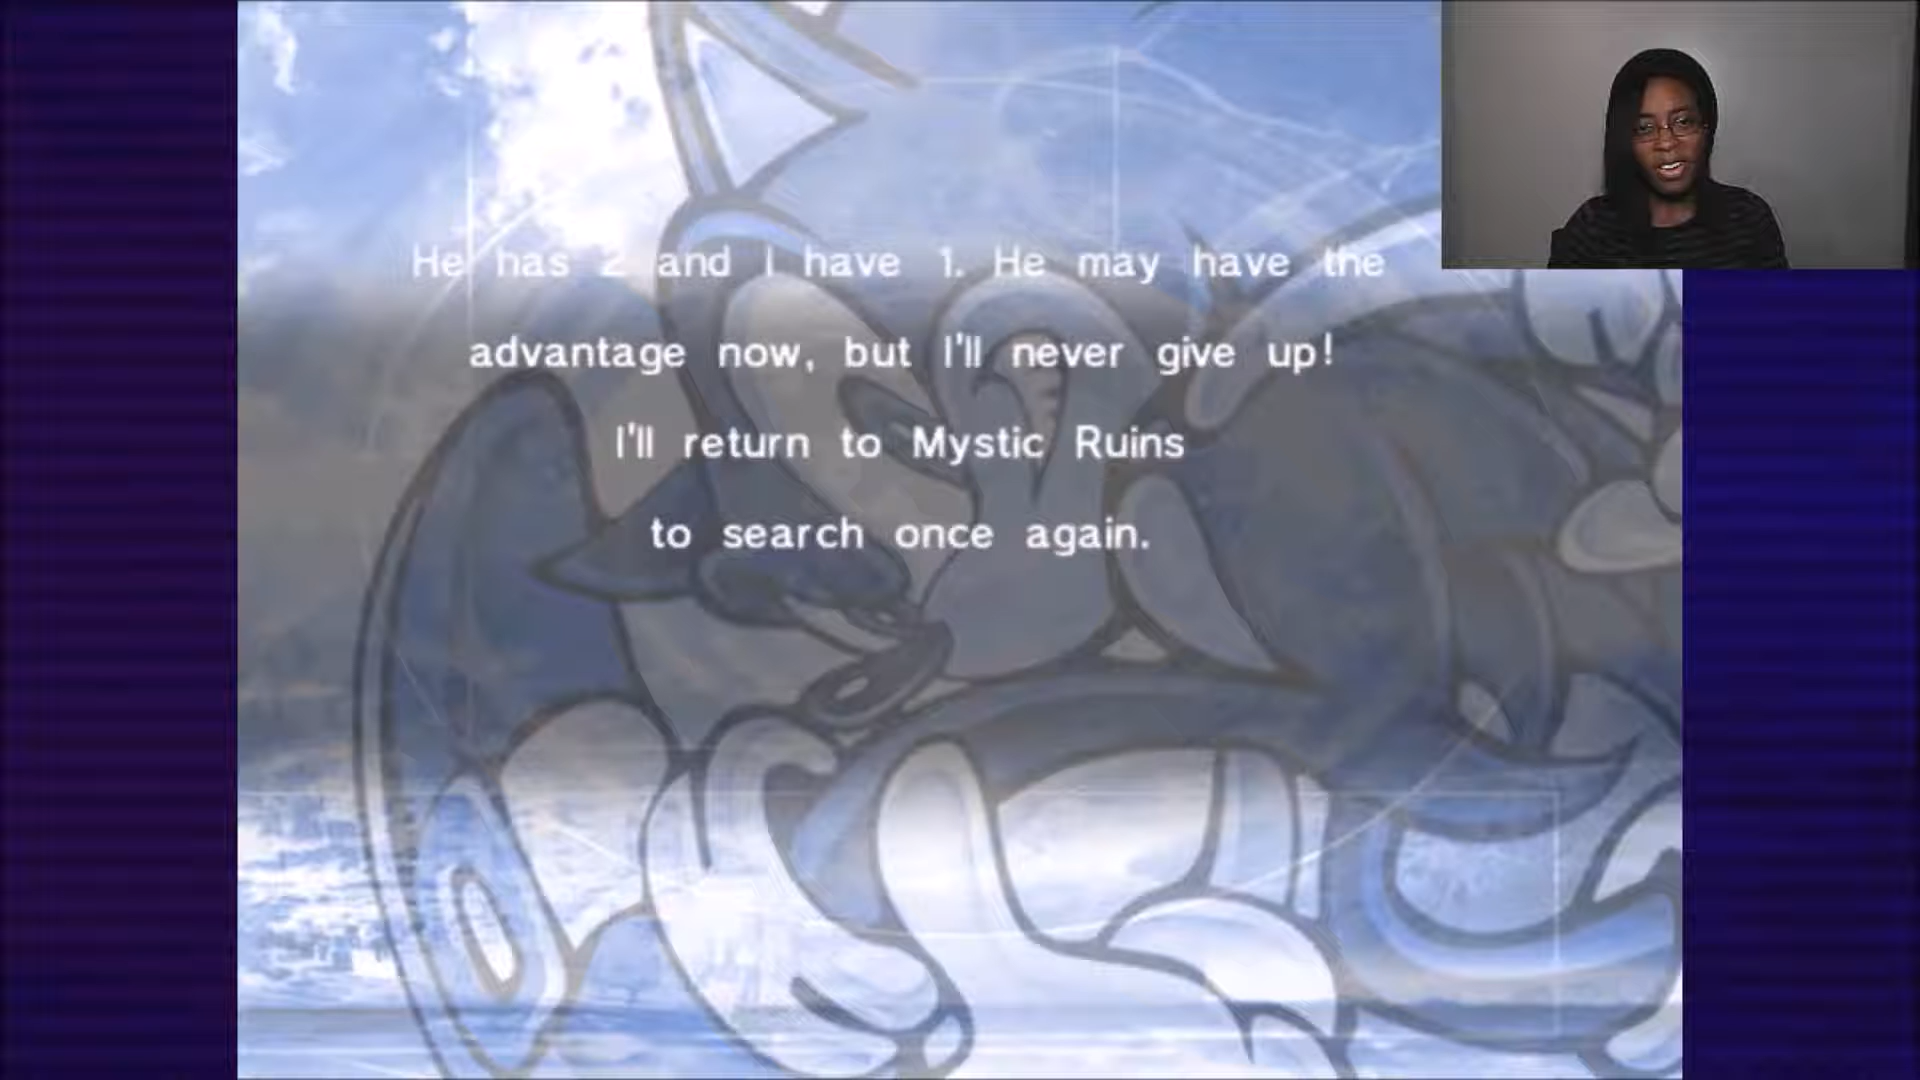 He has 2 and I have 1. He may have the
advantage now, but I'll never give up!
I'll return to Mystic Ruins
to search once again.